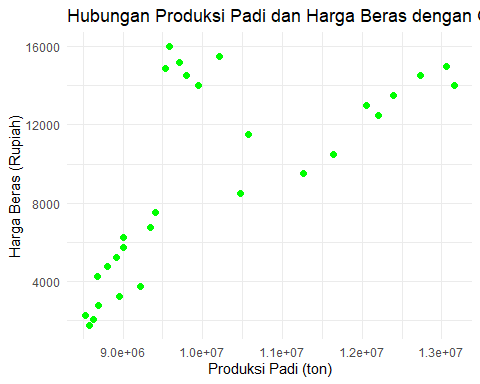 Hubungan Produksi Padi dan Harga Beras dengan
16000
12000
8000
4000
Harga Beras (Rupiah)
9.0e+06 1.0e+07 1.1e+07 1.2e+07 1.3e+07
Produksi Padi (ton)